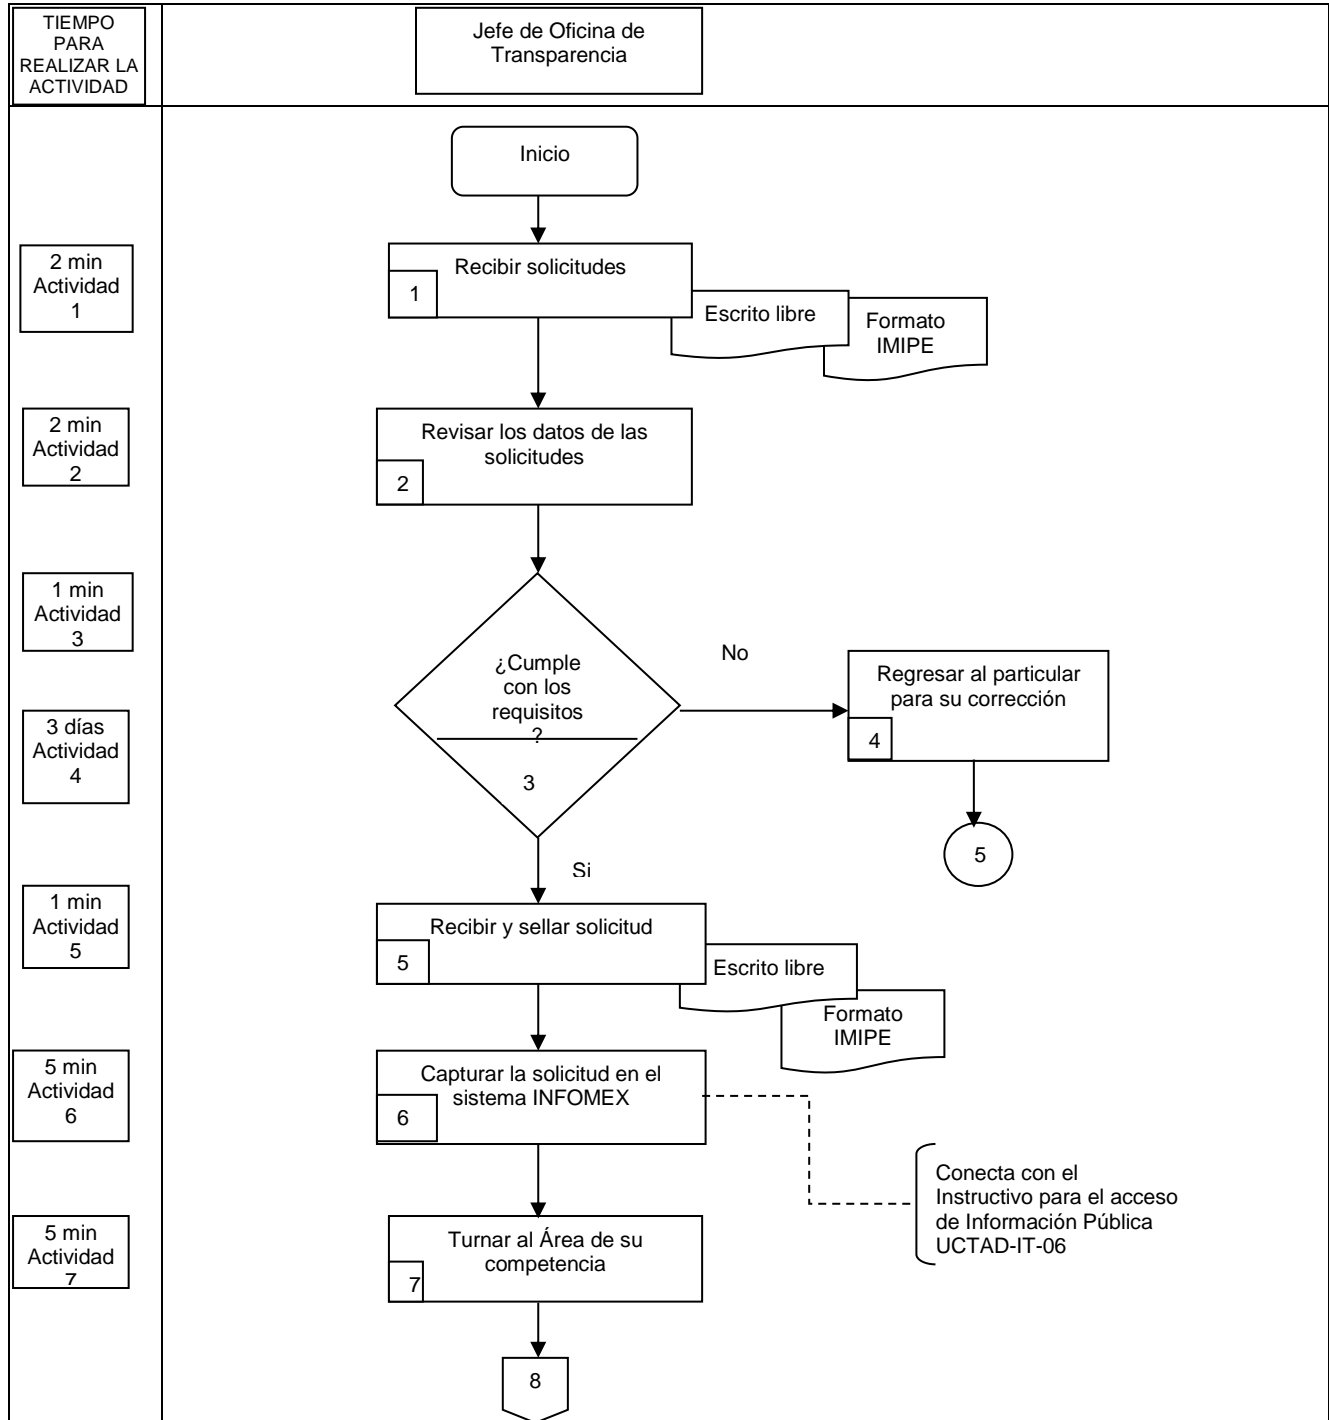 TIEMPO
PARA
REALIZAR LA
ACTIVIDAD
Jefe de Oficina de
Transparencia
Inicio
2 min
Actividad
1
Recibir solicitudes
1
Escrito libre
Formato
IMIPE
2 min
Actividad
2
Revisar los datos de las
solicitudes
2
1 min
Actividad
3
¿Cumple
con los
requisitos
?
3
No
Regresar al particular
para su corrección
4
3 días
Actividad
4
5
Si
1 min
Actividad
5
Recibir y sellar solicitud
5
Escrito libre
Formato
IMIPE
5 min
Actividad
6
Capturar la solicitud en el
sistema INFOMEX
6
Conecta con el
Instructivo para el acceso
de Información Pública
UCTAD-IT-06
5 min
Actividad
7
Turnar al Área de su
competencia
7
8